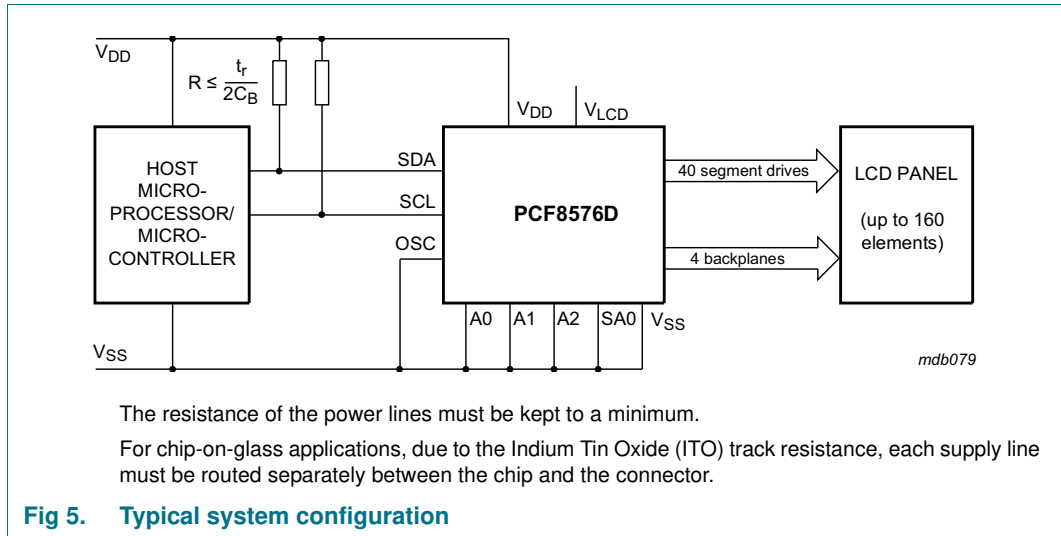 VDD
R ≤ tr
2CB
VDD
VLCD
HOST
MICRO-
PROCESSOR/
MICRO-
CONTROLLER
SDA
SCL
OSC
PCF8576D
40 segment drives
4 backplanes
LCD PANEL
(up to 160
elements)
A0
A1
A2
SA0
VSS
VSS
mdb079
The resistance of the power lines must be kept to a minimum.
For chip-on-glass applications, due to the Indium Tin Oxide (ITO) track resistance, each supply line
must be routed separately between the chip and the connector.
Fig 5. Typical system configuration